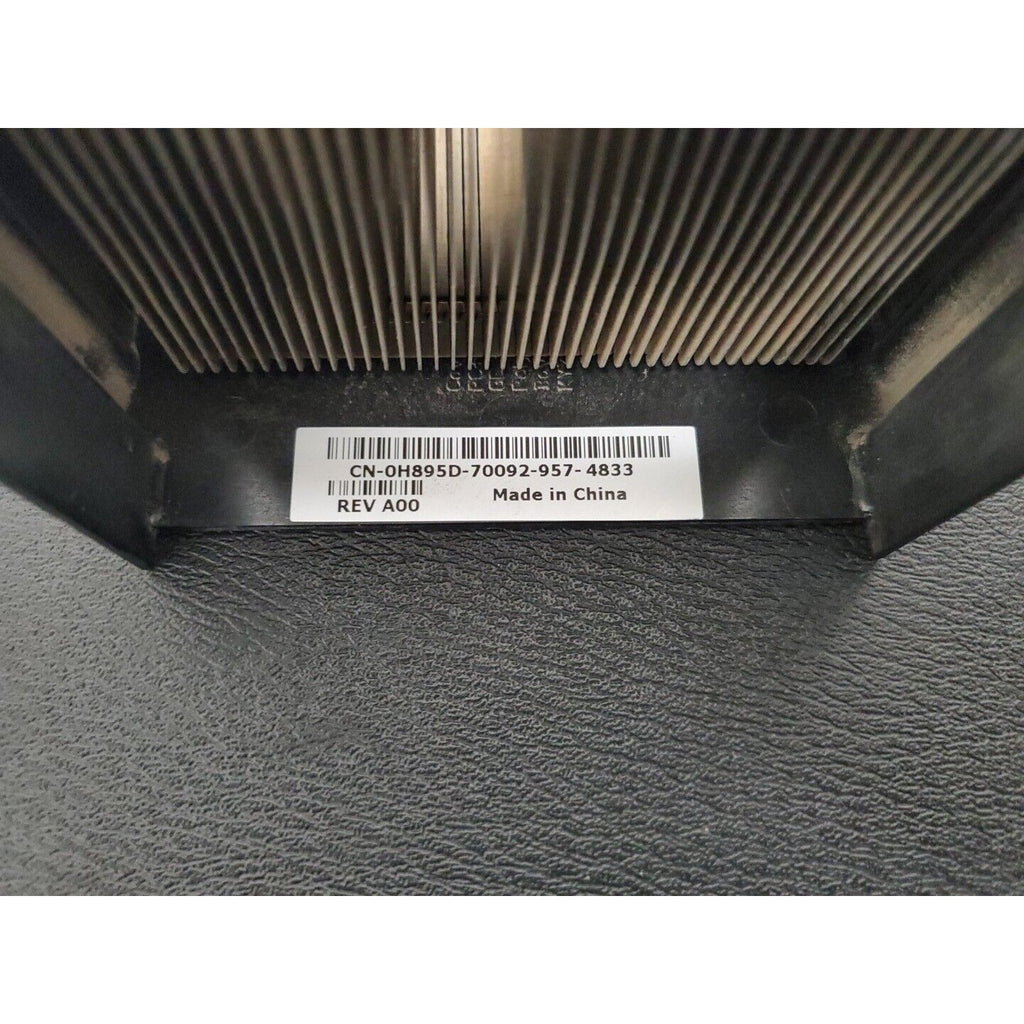 CN-0H895D-70092-957-4833
Made in China
REV A00